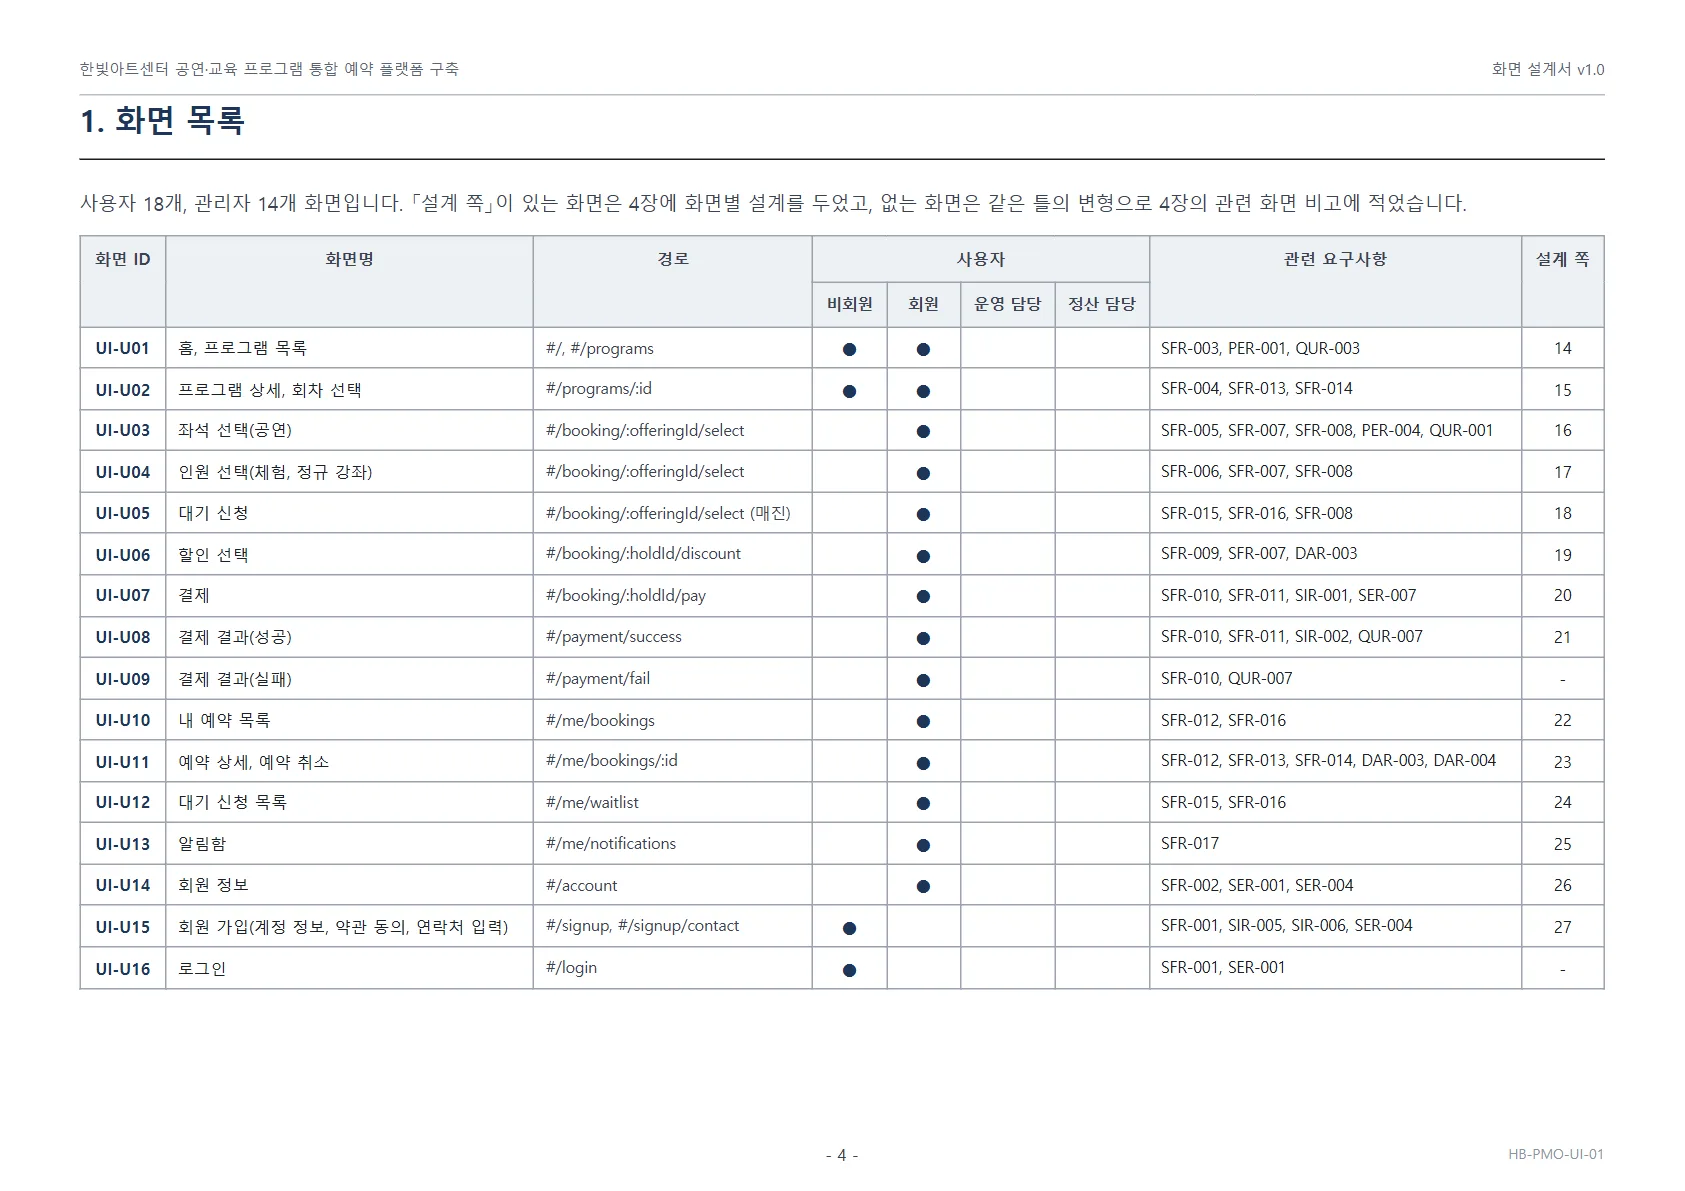 한빛아트센터 공연·교육 프로그램 통합 예약 플랫폼 구축
화면 설계서 v1.0
1. 화면 목록
사용자 18개, 관리자 14개 화면입니다. 「설계 쪽」이 있는 화면은 4장에 화면별 설계를 두었고, 없는 화면은 같은 틀의 변형으로 4장의 관련 화면 비고에 적었습니다.
화면 ID 화면명 경로 사용자 관련 요구사항 설계 쪽
비회원 회원 운영 담당 정산 담당
UI-U01 홈, 프로그램 목록 #/, #/programs ● ● SFR-003, PER-001, QUR-003 14
UI-U02 프로그램 상세, 회차 선택 #/programs/:id ● ● SFR-004, SFR-013, SFR-014 15
UI-U03 좌석 선택(공연) #/booking/:offeringId/select ● SFR-005, SFR-007, SFR-008, PER-004, QUR-001 16
UI-U04 인원 선택(체험, 정규 강좌) #/booking/:offeringId/select ● SFR-006, SFR-007, SFR-008 17
UI-U05 대기 신청 #/booking/:offeringId/select (매진) ● SFR-015, SFR-016, SFR-008 18
UI-U06 할인 선택 #/booking/:holdId/discount ● SFR-009, SFR-007, DAR-003 19
UI-U07 결제 #/booking/:holdId/pay ● SFR-010, SFR-011, SIR-001, SER-007 20
UI-U08 결제 결과(성공) #/payment/success ● SFR-010, SFR-011, SIR-002, QUR-007 21
UI-U09 결제 결과(실패) #/payment/fail ● SFR-010, QUR-007 -
UI-U10 내 예약 목록 #/me/bookings ● SFR-012, SFR-016 22
UI-U11 예약 상세, 예약 취소 #/me/bookings/:id ● SFR-012, SFR-013, SFR-014, DAR-003, DAR-004 23
UI-U12 대기 신청 목록 #/me/waitlist ● SFR-015, SFR-016 24
UI-U13 알림함 #/me/notifications ● SFR-017 25
UI-U14 회원 정보 #/account ● SFR-002, SER-001, SER-004 26
UI-U15 회원 가입(계정 정보, 약관 동의, 연락처 입력) #/signup, #/signup/contact ● SFR-001, SIR-005, SIR-006, SER-004 27
UI-U16 로그인 #/login ● SFR-001, SER-001 -
- 4 -
HB-PMO-UI-01